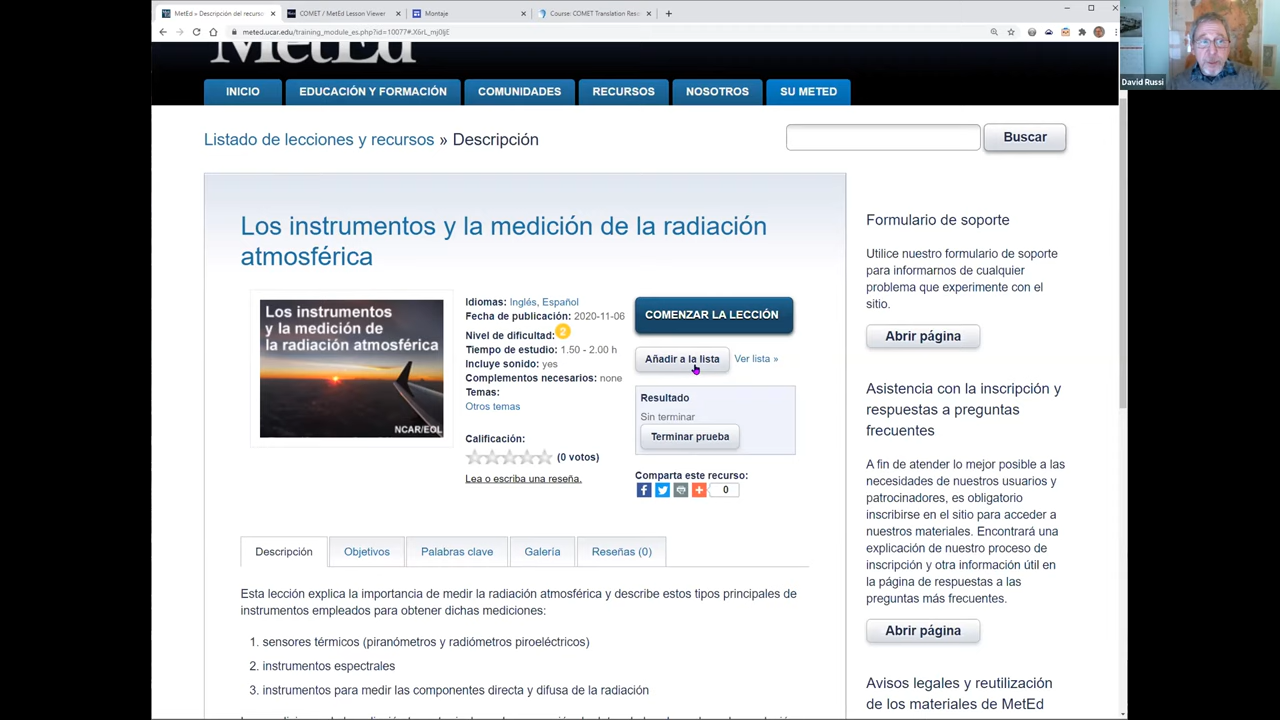 MetEd » Descripción del recurso
COMET / MetEd Lesson Viewer
Montaje
Course: COMET Translation Reso
meted.ucar.edu/training_module_es.php?id=10077#.X6rL_mj0ljE
David Russi
MetEd
INICIO
EDUCACIÓN Y FORMACIÓN
COMUNIDADES
RECURSOS
NOSOTROS
SU METED
Listado de lecciones y recursos » Descripción
Buscar
Los instrumentos y la medición de la radiación
atmosférica
Los instrumentos
y la medición de
la radiación atmosférica
NCAR/EOL
Idiomas: Inglés, Español
Fecha de publicación: 2020-11-06
Nivel de dificultad: 2
Tiempo de estudio: 1.50 - 2.00 h
Incluye sonido: yes
Complementos necesarios: none
Temas:
Otros temas
Calificación:
(0 votos)
Lea o escriba una reseña.
COMENZAR LA LECCIÓN
Añadir a la lista
Ver lista »
Resultado
Sin terminar
Terminar prueba
Comparta este recurso:
0
Descripción
Objetivos
Palabras clave
Galería
Reseñas (0)
Esta lección explica la importancia de medir la radiación atmosférica y describe estos tipos principales de
instrumentos empleados para obtener dichas mediciones:
1. sensores térmicos (piranómetros y radiómetros piroeléctricos)
2. instrumentos espectrales
3. instrumentos para medir las componentes directa y difusa de la radiación
Formulario de soporte
Utilice nuestro formulario de soporte
para informarnos de cualquier
problema que experimente con el
sitio.
Abrir página
Asistencia con la inscripción y
respuestas a preguntas
frecuentes
A fin de atender lo mejor posible a las
necesidades de nuestros usuarios y
patrocinadores, es obligatorio
inscribirse en el sitio para acceder a
nuestros materiales. Encontrará una
explicación de nuestro proceso de
inscripción y otra información útil en
la página de respuestas a las
preguntas más frecuentes.
Abrir página
Avisos legales y reutilización
de los materiales de MetEd